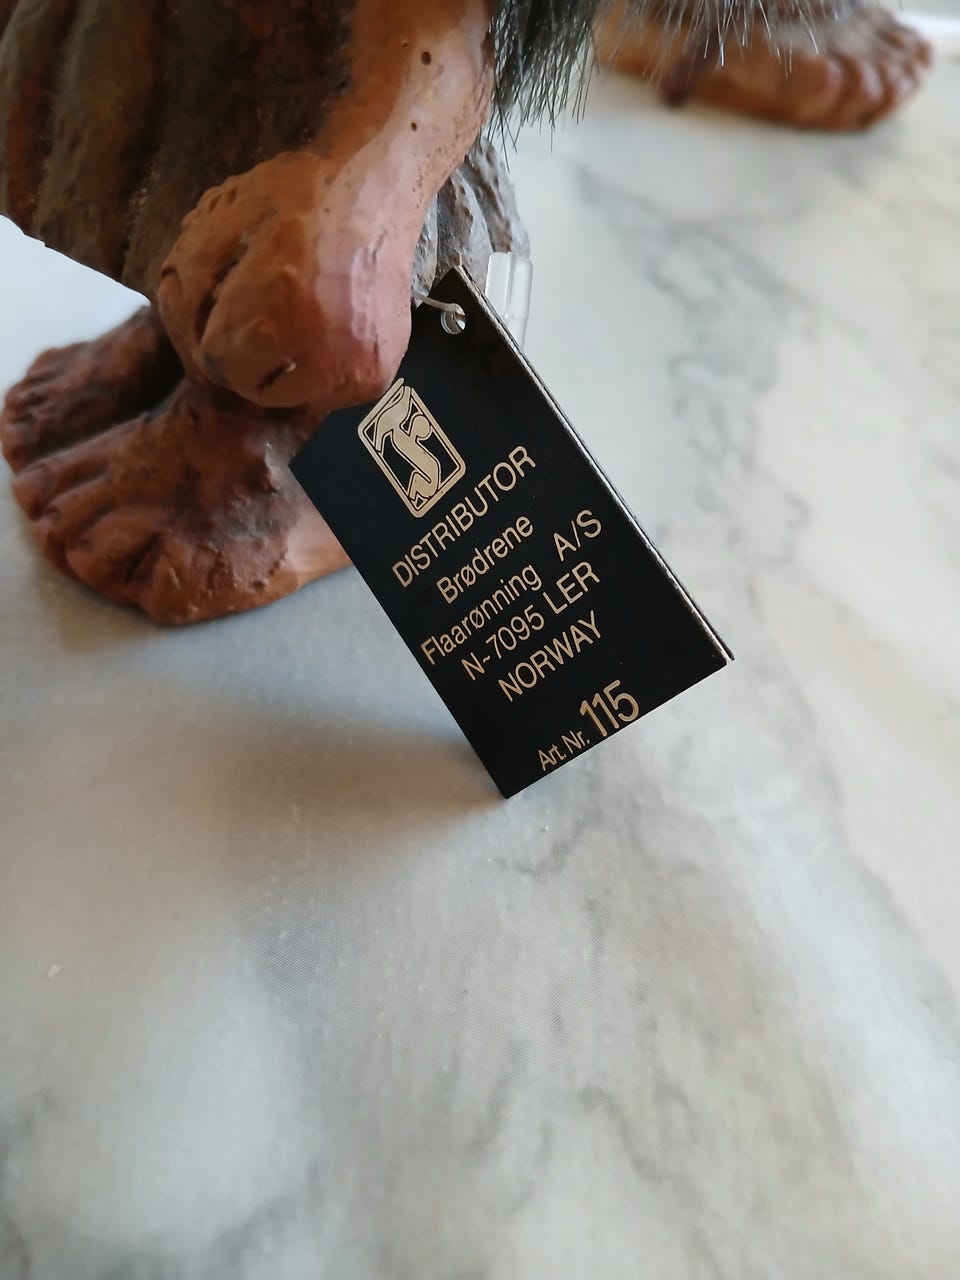 DISTRIBUTOR
Brødrene
Flaarønning A/S
N-7095 LER
NORWAY
Art. Nr. 115